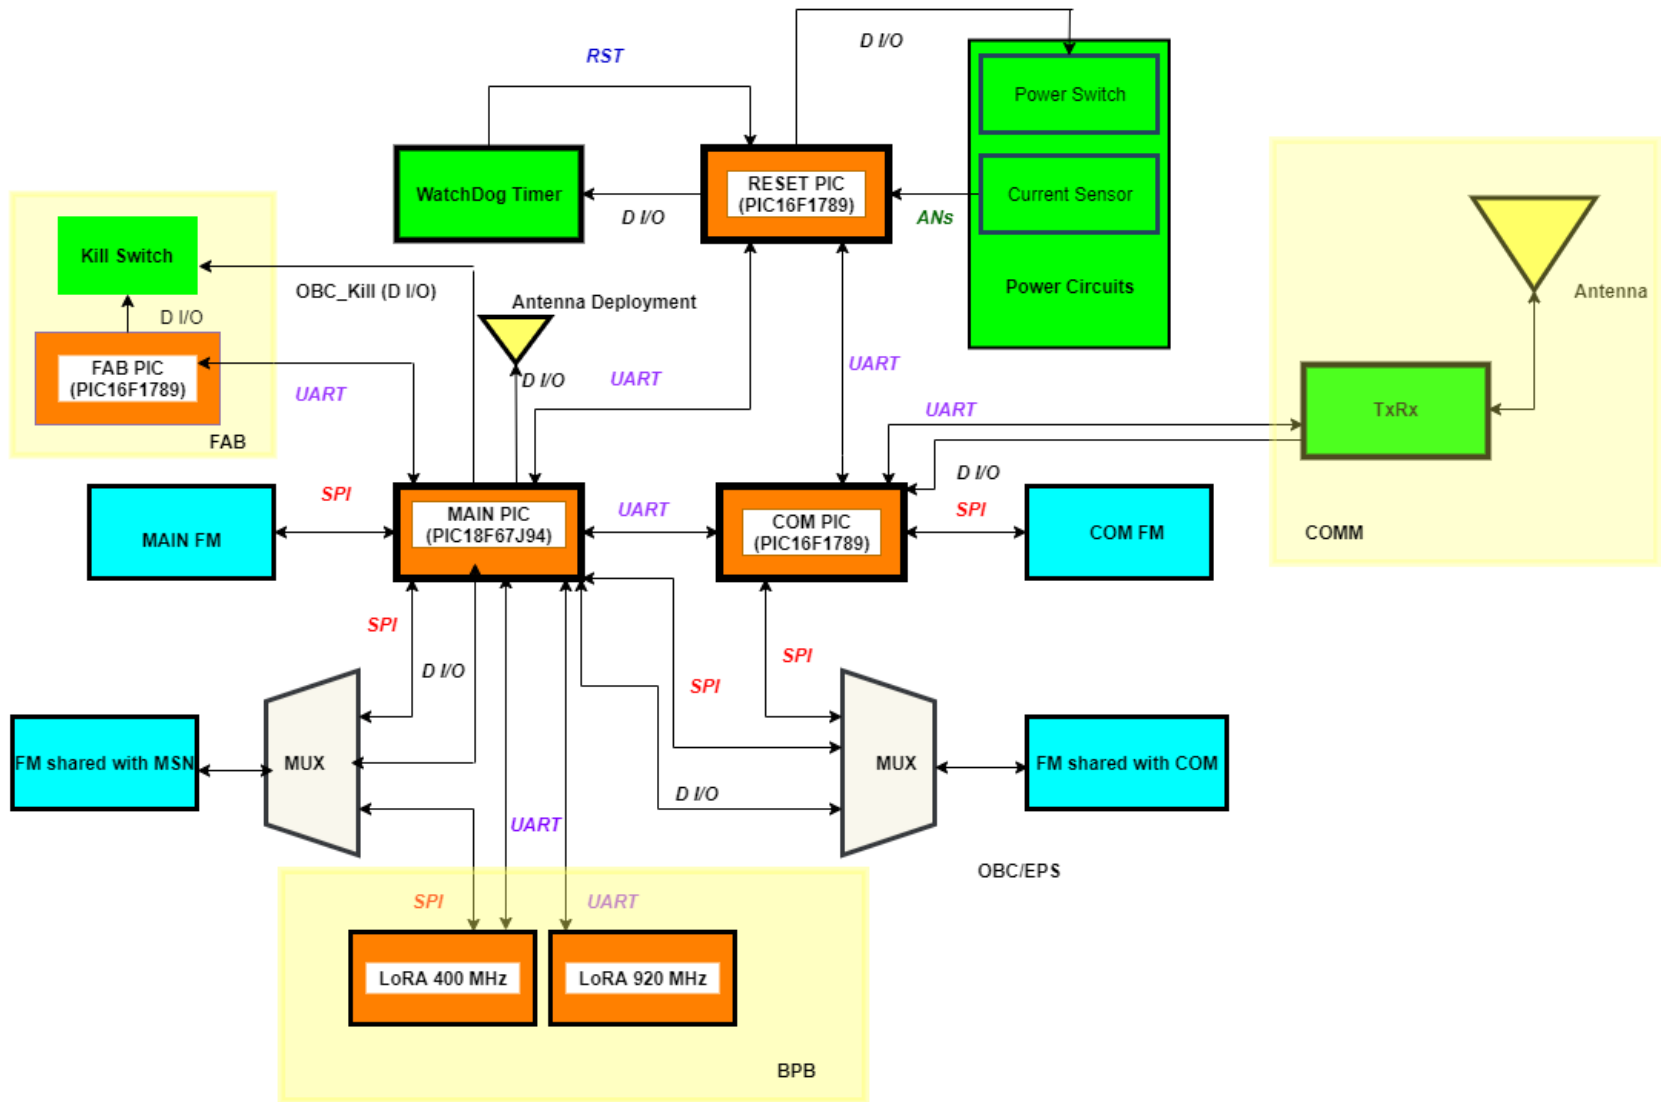 D I/O
RST
Power Switch
WatchDog Timer
RESET PIC
(PIC16F1789)
Current Sensor
D I/O
ANs
Kill Switch
OBC_Kill (D I/O)
Power Circuits
Antenna
Antenna Deployment
D I/O
FAB PIC
(PIC16F1789)
UART
D I/O
UART
UART
UART
TxRx
FAB
D I/O
SPI
MAIN PIC
(PIC18F67J94)
UART
COM PIC
(PIC16F1789)
SPI
MAIN FM
COM FM
COMM
SPI
D I/O
SPI
SPI
FM shared with MSN
MUX
MUX
FM shared with COM
D I/O
UART
OBC/EPS
SPI
UART
LoRA 400 MHz
LoRA 920 MHz
BPB